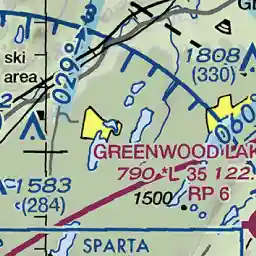 3
029°
ski
area
1808
(330)
060
GREENWOOD LAK
790 *L 35 122.
RP 6
1583
(284)
1500
SPARTA